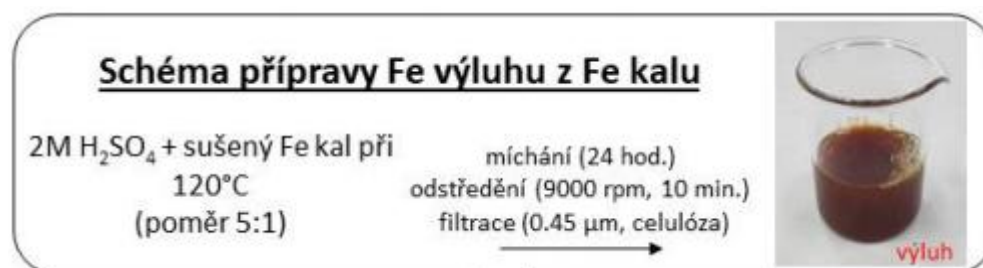 Schéma přípravy Fe výluhu z Fe kalu
2M H₂SO₄ + sušený Fe kal při
120°C
(poměr 5:1)
míchání (24 hod.)
odstředění (9000 rpm, 10 min.)
filtrace (0.45 µm, celulóza)
výluh